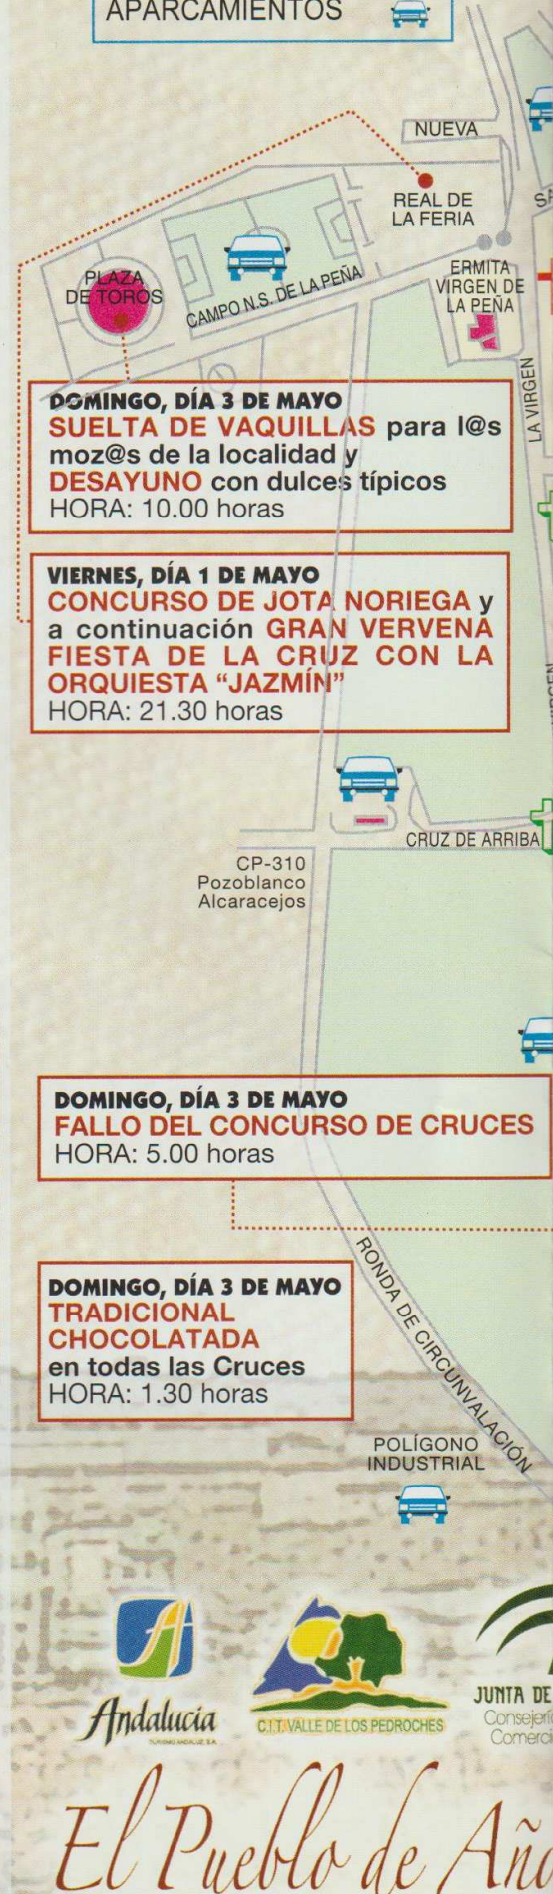 APARCAMIENTOS
NUEVA
REAL DE
LA FERIA
PLAZA
DE TOROS
CAMPO N.S. DE LA PEÑA
ERMITA
VIRGEN DE
LA PEÑA
LA VIRGEN
DOMINGO, DÍA 3 DE MAYO
SUELTA DE VAQUILLAS para l@s
moz@s de la localidad y
DESAYUNO con dulces típicos
HORA: 10.00 horas
VIERNES, DÍA 1 DE MAYO
CONCURSO DE JOTA NORIEGA y
a continuación GRAN VERVENA
FIESTA DE LA CRUZ CON LA
ORQUIESTA “JAZMÍN”
HORA: 21.30 horas
CRUZ DE ARRIBA
CP-310
Pozoblanco
Alcaracejos
DOMINGO, DÍA 3 DE MAYO
FALLO DEL CONCURSO DE CRUCES
HORA: 5.00 horas
DOMINGO, DÍA 3 DE MAYO
TRADICIONAL
CHOCOLATADA
en todas las Cruces
HORA: 1.30 horas
RONDA DE CIRCUNVALACIÓN
POLÍGONO
INDUSTRIAL
Andalucía
TURISMO ANDALUZ S.A.
C.I.T. VALLE DE LOS PEDROCHES
JUNTA DE
El Pueblo de